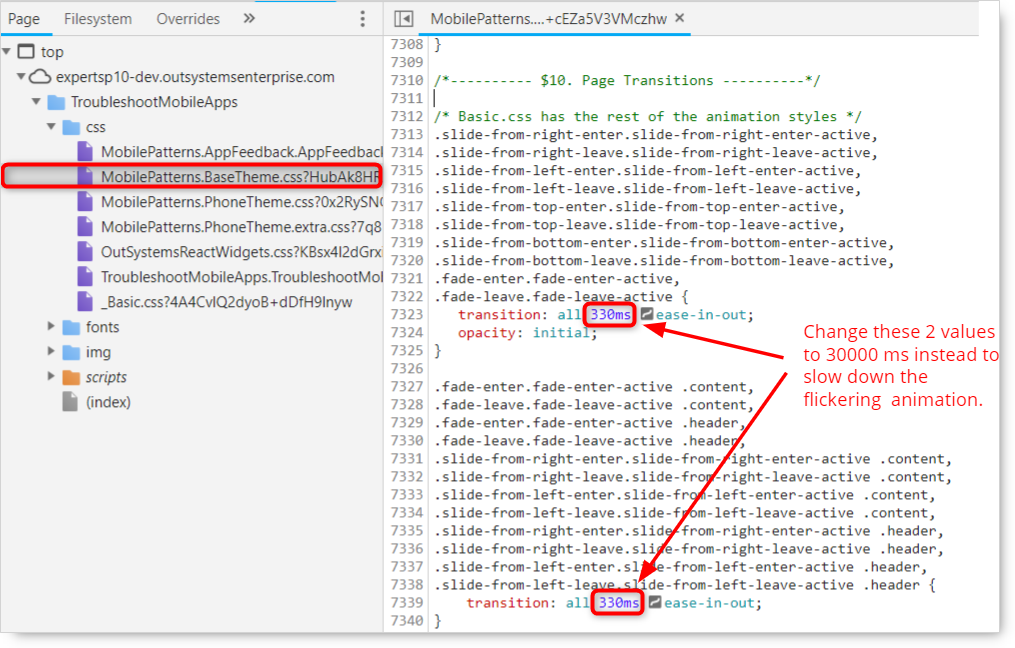 Page Filesystem Overrides »
MobilePatterns....+cEZa5V3VMczhw ×
top
expertsp10-dev.outsystemsenterprise.com
TroubleshootMobileApps
css
MobilePatterns.AppFeedback.AppFeedback
MobilePatterns.BaseTheme.css?HubAk8HF
MobilePatterns.PhoneTheme.css?0x2RySN
MobilePatterns.PhoneTheme.extra.css?7q8
OutSystemsReactWidgets.css?KBsx4I2dGrx
TroubleshootMobileApps.TroubleshootMol
_Basic.css?4A4CvIQ2dyoB+dDfH9Inyw
fonts
img
scripts
(index)
7308 }
7309
7310 /*---------- $10. Page Transitions ----------*/
7311
7312 /* Basic.css has the rest of the animation styles */
7313 .slide-from-right-enter.slide-from-right-enter-active,
7314 .slide-from-right-leave.slide-from-right-leave-active,
7315 .slide-from-left-enter.slide-from-left-enter-active,
7316 .slide-from-left-leave.slide-from-left-leave-active,
7317 .slide-from-top-enter.slide-from-top-enter-active,
7318 .slide-from-top-leave.slide-from-top-leave-active,
7319 .slide-from-bottom-enter.slide-from-bottom-enter-active,
7320 .slide-from-bottom-leave.slide-from-bottom-leave-active,
7321 .fade-enter.fade-enter-active,
7322 .fade-leave.fade-leave-active {
7323 transition: all 330ms ease-in-out;
7324 opacity: initial;
7325 }
7326
7327 .fade-enter.fade-enter-active .content,
7328 .fade-leave.fade-leave-active .content,
7329 .fade-enter.fade-enter-active .header,
7330 .fade-leave.fade-leave-active .header,
7331 .slide-from-right-enter.slide-from-right-enter-active .content,
7332 .slide-from-right-leave.slide-from-right-leave-active .content,
7333 .slide-from-left-enter.slide-from-left-enter-active .content,
7334 .slide-from-left-leave.slide-from-left-leave-active .content,
7335 .slide-from-right-enter.slide-from-right-enter-active .header,
7336 .slide-from-right-leave.slide-from-right-leave-active .header,
7337 .slide-from-left-enter.slide-from-left-enter-active .header,
7338 .slide-from-left-leave.slide-from-left-leave-active .header {
7339 transition: all 330ms ease-in-out;
7340 }
Change these 2 values
to 30000 ms instead to
slow down the
flickering animation.